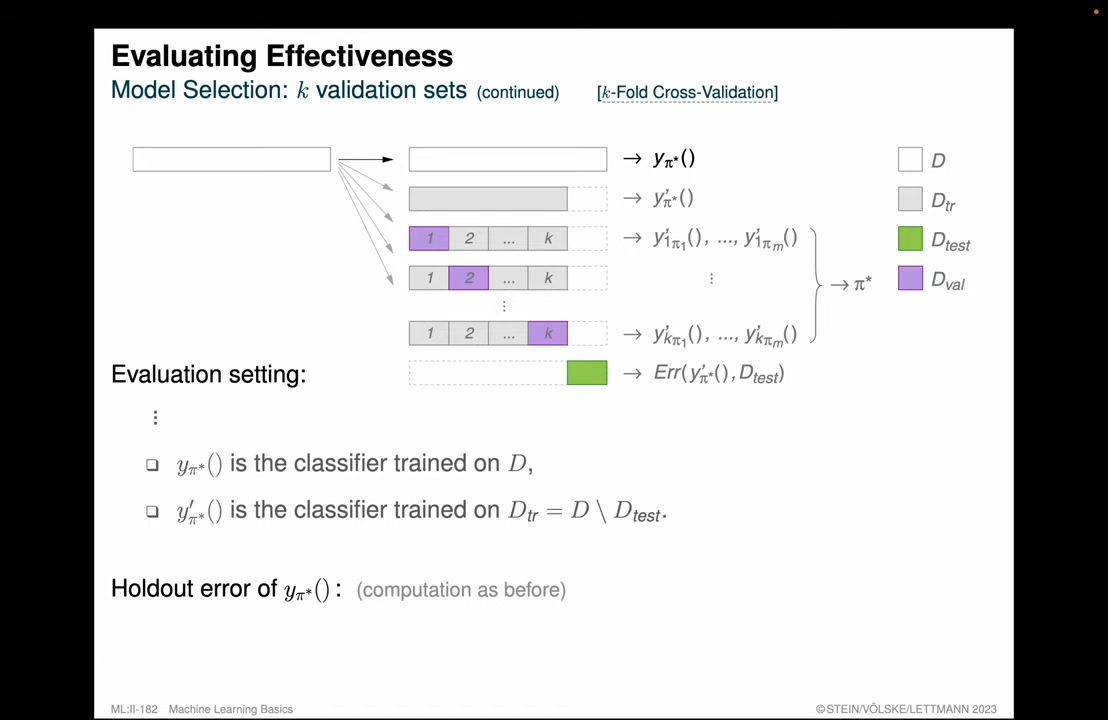 Evaluating Effectiveness
Model Selection: k validation sets (continued) [k-Fold Cross-Validation]
→ yπ*() D
→ y′π*() Dtr
1 2 ... k → y′1π1(), ..., y′1πm() Dtest
1 2 ... k ⋮ → π* Dval
⋮
1 2 ... k → y′kπ1(), ..., y′kπm()
Evaluation setting: → Err(y′π*(), Dtest)
⋮
❏ yπ*() is the classifier trained on D,
❏ y′π*() is the classifier trained on Dtr = D \ Dtest.
Holdout error of yπ*() : (computation as before)
ML:II-182 Machine Learning Basics ©STEIN/VÖLSKE/LETTMANN 2023